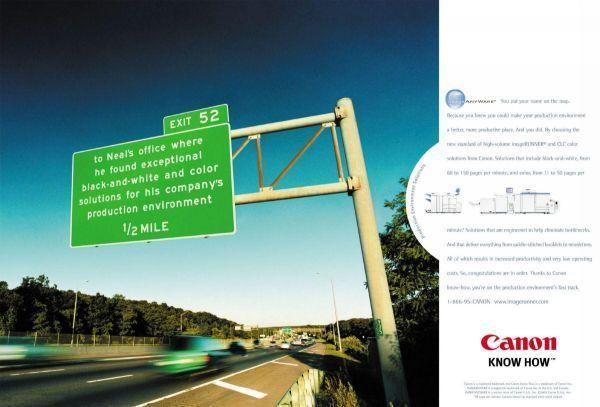 EXIT 52
to Neal's office where
he found exceptional
black-and-white and color
solutions for his company's
production environment
1/2 MILE
ANYWARE™ You put your name on the map.
Because you knew you could make your production environment
a better, more productive place. And you did. By choosing the
new standard of high-volume imageRUNNER® and CLC color
solutions from Canon. Solutions that include black-and-white, from
60 to 150 pages per minute, and color, from 11 to 50 pages per
Production Environment Solutions
minute.* Solutions that are engineered to help eliminate bottlenecks.
And that deliver everything from saddle-stitched booklets to newsletters.
All of which results in increased productivity and very low operating
costs. So, congratulations are in order. Thanks to Canon
know-how, you're on the production environment's fast track.
1-866-95-CANON www.imagerunner.com
Canon
KNOW HOW™